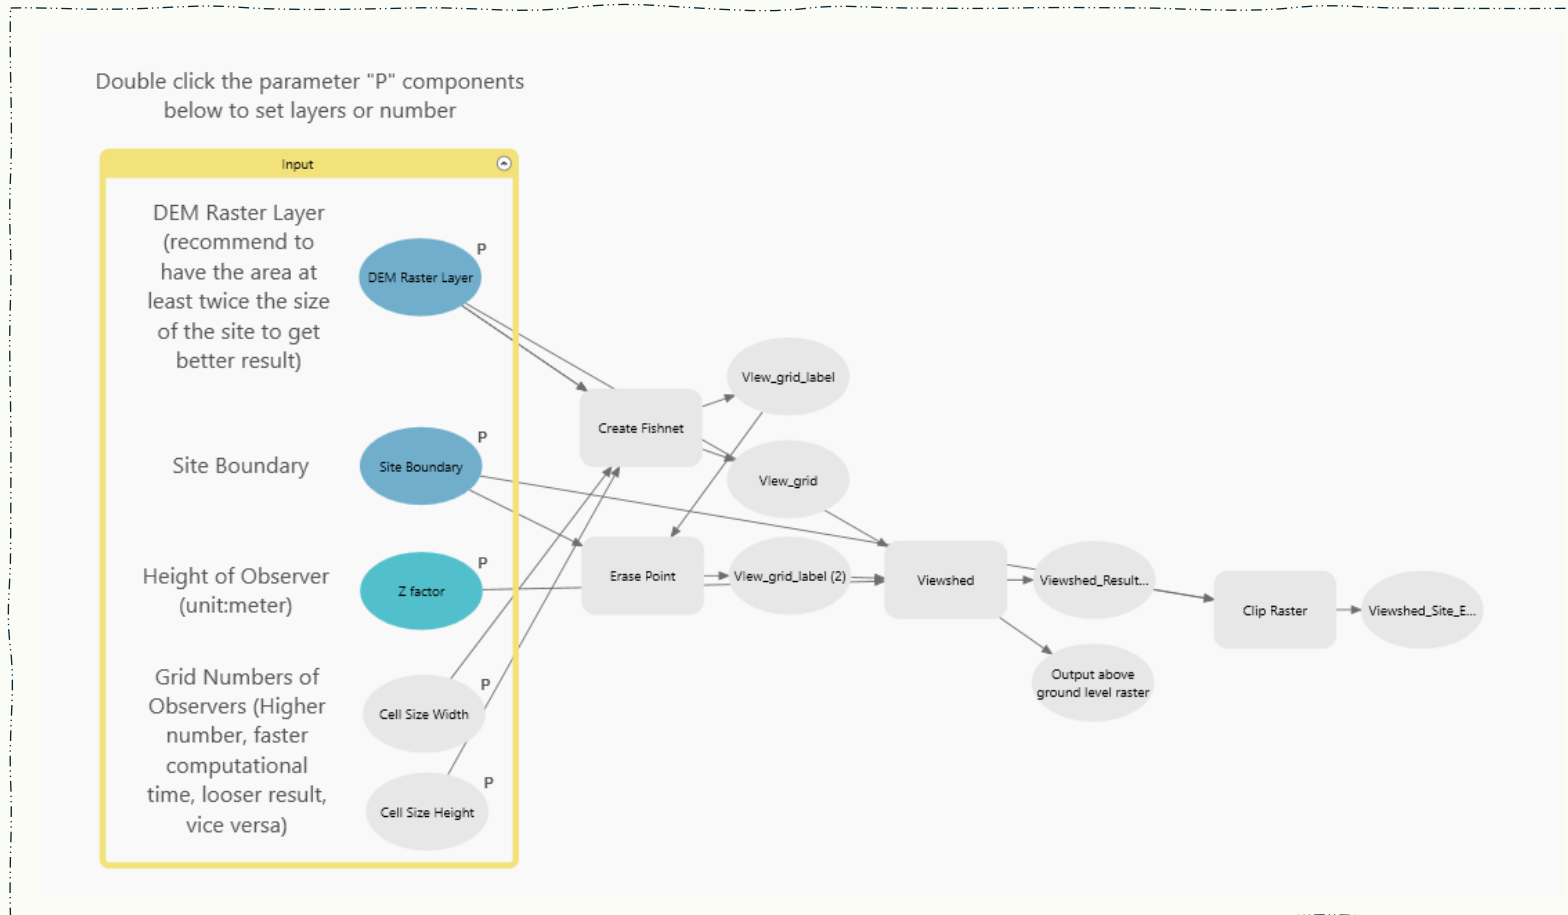 Double click the parameter "P" components
below to set layers or number
Input
DEM Raster Layer
(recommend to
have the area at
least twice the size
of the site to get
better result)
P
DEM Raster Layer
Site Boundary
P
Site Boundary
Height of Observer
(unit:meter)
P
Z factor
Grid Numbers of
Observers (Higher
number, faster
computational
time, looser result,
vice versa)
P
Cell Size Width
P
Cell Size Height
Create Fishnet
VIew_grid_label
VIew_grid
Erase Point
VIew_grid_label (2)
Viewshed
Viewshed_Result...
Output above
ground level raster
Clip Raster
Viewshed_Site_E...